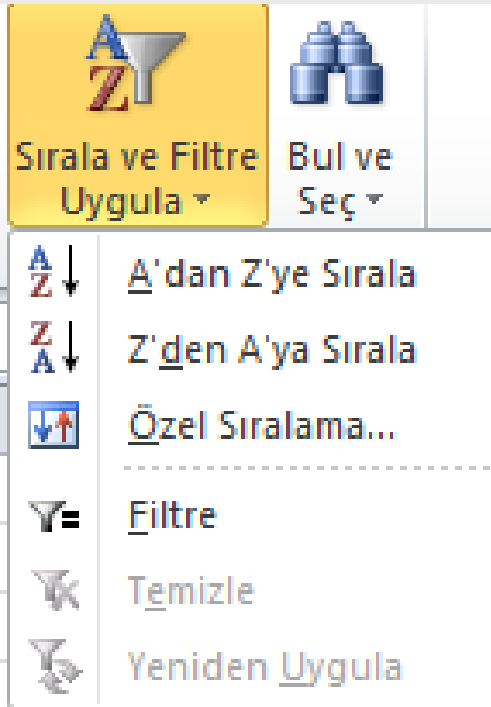 Sırala ve Filtre
Uygula
Bul ve
Seç
A'dan Z'ye Sırala
Z'den A'ya Sırala
Özel Sıralama...
Filtre
Temizle
Yeniden Uygula